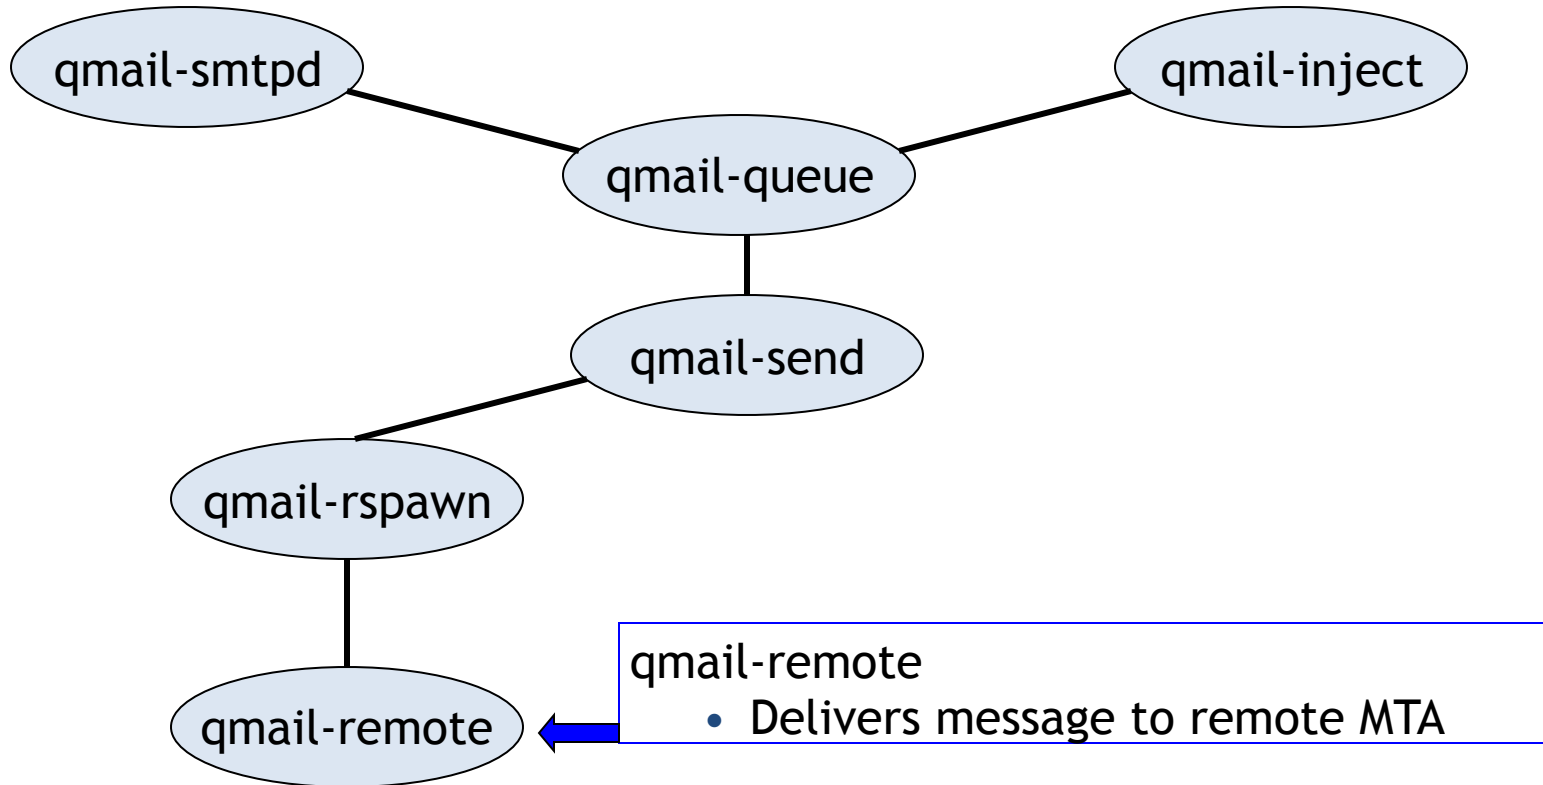 qmail-smtpd
qmail-inject
qmail-queue
qmail-send
qmail-rspawn
qmail-remote
qmail-remote
• Delivers message to remote MTA